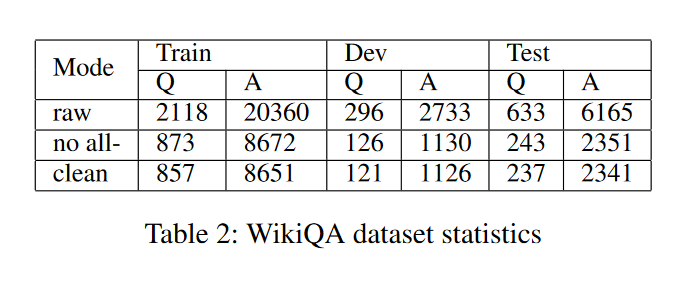 Mode Train Dev Test
Q A Q A Q A
raw 2118 20360 296 2733 633 6165
no all- 873 8672 126 1130 243 2351
clean 857 8651 121 1126 237 2341
Table 2: WikiQA dataset statistics